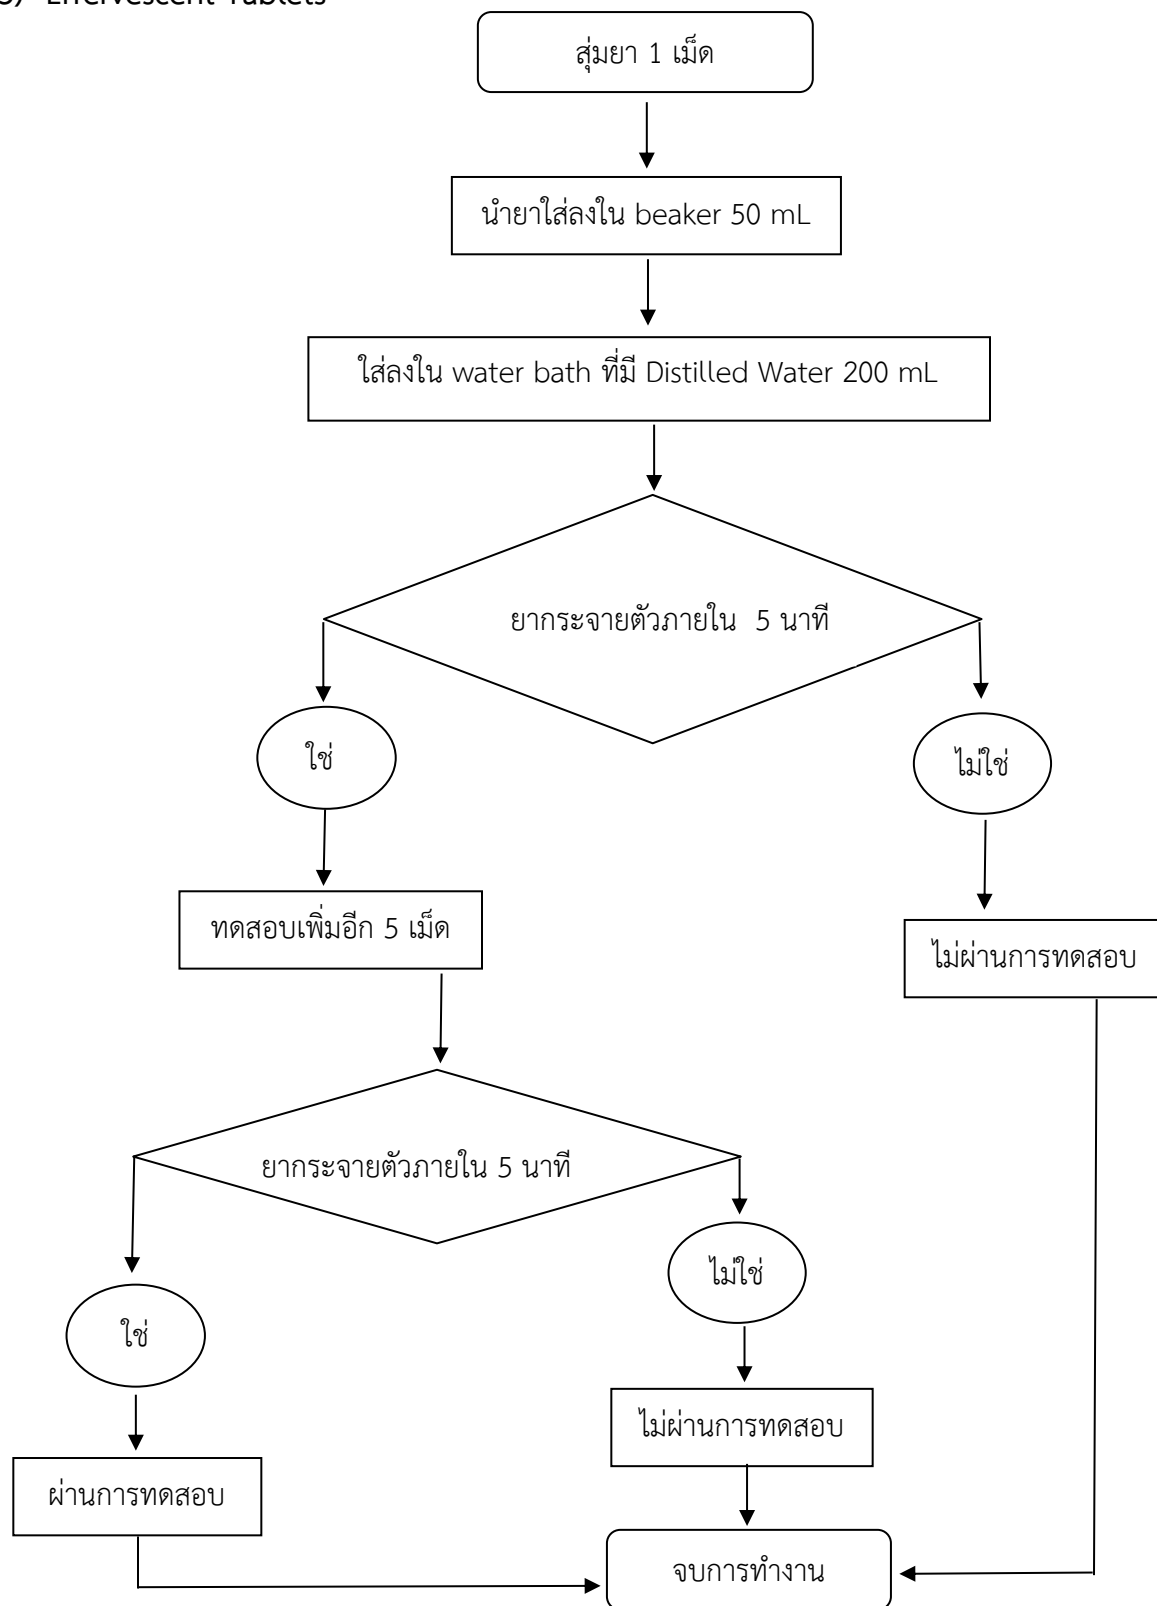 Effervescent Tablets
สุ่มยา 1 เม็ด
นำยาใส่ลงใน beaker 50 mL
ใส่ลงใน water bath ที่มี Distilled Water 200 mL
ยากระจายตัวภายใน 5 นาที
ใช่
ไม่ใช่
ทดสอบเพิ่มอีก 5 เม็ด
ไม่ผ่านการทดสอบ
ยากระจายตัวภายใน 5 นาที
ไม่ใช่
ใช่
ไม่ผ่านการทดสอบ
ผ่านการทดสอบ
จบการทำงาน